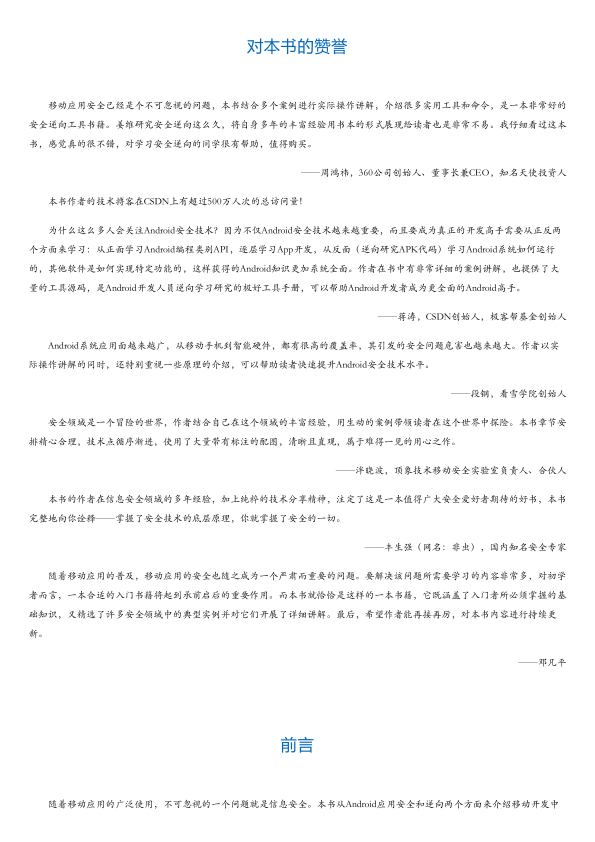 对本书的赞誉
移动应用安全已经是个不可忽视的问题，本书结合多个案例进行实际操作讲解，介绍很多实用工具和命令，是一本非常好的
安全逆向工具书籍。姜维研究安全逆向这么久，将自身多年的丰富经验用书本的形式展现给读者也是非常不易。我仔细看过这本
书，感觉真的很不错，对学习安全逆向的同学很有帮助，值得购买。
——周鸿祎，360公司创始人、董事长兼CEO，知名天使投资人
本书作者的技术博客在CSDN上有超过500万人次的总访问量！
为什么这么多人会关注Android安全技术？因为不仅Android安全技术越来越重要，而且要成为真正的开发高手需要从正反两
个方面来学习：从正面学习Android编程类别API，逐层学习App开发，从反面（逆向研究APK代码）学习Android系统如何运行
的，其他软件是如何实现特定功能的，这样获得的Android知识更加系统全面。作者在书中有非常详细的案例讲解，也提供了大
量的工具源码，是Android开发人员逆向学习研究的极好工具手册，可以帮助Android开发者成为更全面的Android高手。
——蒋涛，CSDN创始人，极客帮基金创始人
Android系统应用面越来越广，从移动手机到智能硬件，都有很高的覆盖率，其引发的安全问题危害也越来越大。作者以实
际操作讲解的同时，还特别重视一些原理的介绍，可以帮助读者快速提升Android安全技术水平。
——段钢，看雪学院创始人
安全领域是一个冒险的世界，作者结合自己在这个领域的丰富经验，用生动的案例带领读者在这个世界中探险。本书章节安
排精心合理，技术点循序渐进，使用了大量带有标注的配图，清晰且直观，属于难得一见的用心之作。
——泮晓波，顶象技术移动安全实验室负责人、合伙人
本书的作者在信息安全领域的多年经验，加上纯粹的技术分享精神，注定了这是一本值得广大安全爱好者期待的好书，本书
完整地向你诠释——掌握了安全技术的底层原理，你就掌握了安全的一切。
——丰生强（网名：非虫），国内知名安全专家
随着移动应用的普及，移动应用的安全也随之成为一个严肃而重要的问题。要解决该问题所需要学习的内容非常多，对初学
者而言，一本合适的入门书籍将起到承前启后的重要作用。而本书就恰恰是这样的一本书籍，它既涵盖了入门者所必须掌握的基
础知识，又精选了许多安全领域中的典型实例并对它们开展了详细讲解。最后，希望作者能再接再厉，对本书内容进行持续更
新。
——邓凡平
前言
随着移动应用的广泛使用，不可忽视的一个问题就是信息安全。本书从Android应用安全和逆向两个方面来介绍移动开发中